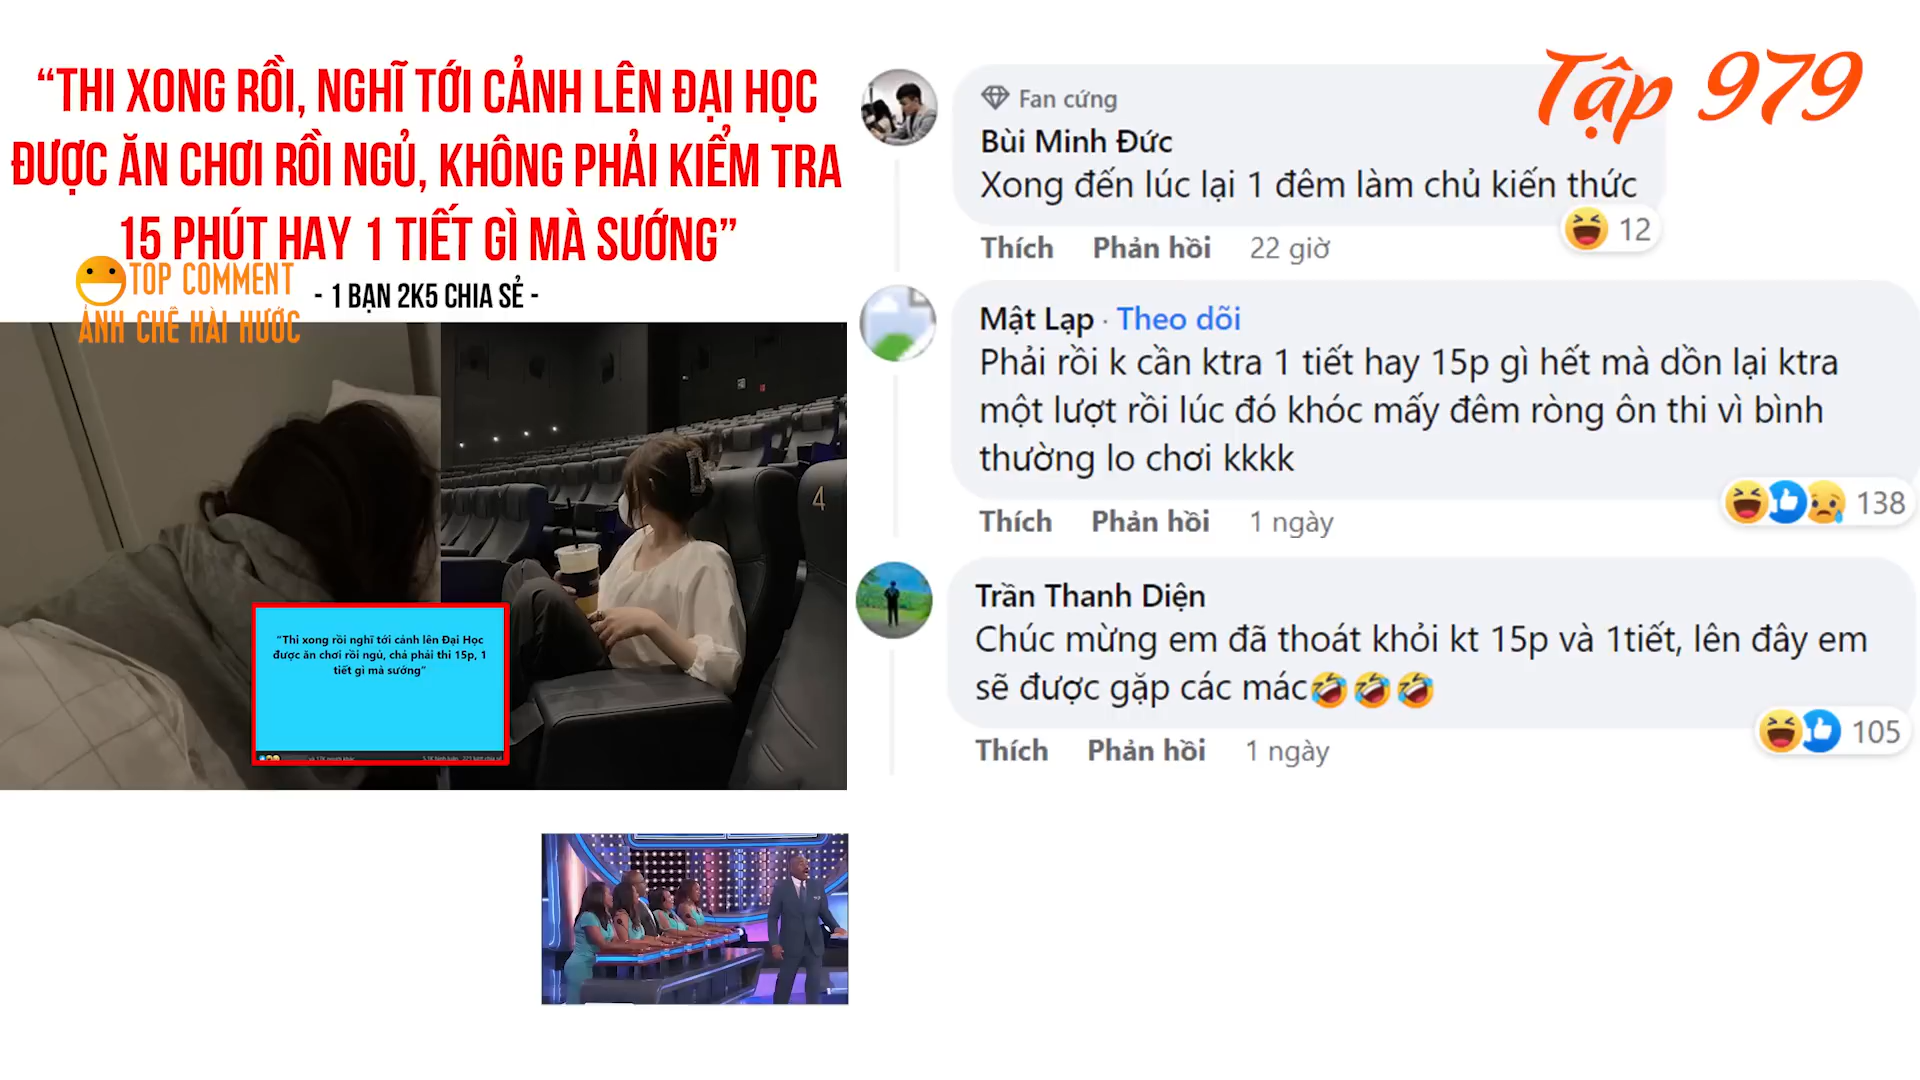 “THI XONG RỒI, NGHĨ TỚI CẢNH LÊN ĐẠI HỌC
ĐƯỢC ĂN CHƠI RỒI NGỦ, KHÔNG PHẢI KIỂM TRA
15 PHÚT HAY 1 TIẾT GÌ MÀ SƯỚNG”
- 1 BẠN 2K5 CHIA SẺ -
TOP COMMENT
ẢNH CHẾ HÀI HƯỚC
4
"Thi xong rồi nghĩ tới cảnh lên Đại Học
được ăn chơi rồi ngủ, chả phải thi 15p, 1
tiết gì mà sướng"
Tập 979
Fan cứng
Bùi Minh Đức
Xong đến lúc lại 1 đêm làm chủ kiến thức
12
Thích Phản hồi 22 giờ
Mật Lạp · Theo dõi
Phải rồi k cần ktra 1 tiết hay 15p gì hết mà dồn lại ktra
một lượt rồi lúc đó khóc mấy đêm ròng ôn thi vì bình
thường lo chơi kkkk
138
Thích Phản hồi 1 ngày
Trần Thanh Diện
Chúc mừng em đã thoát khỏi kt 15p và 1tiết, lên đây em
sẽ được gặp các mác🤣🤣🤣
105
Thích Phản hồi 1 ngày